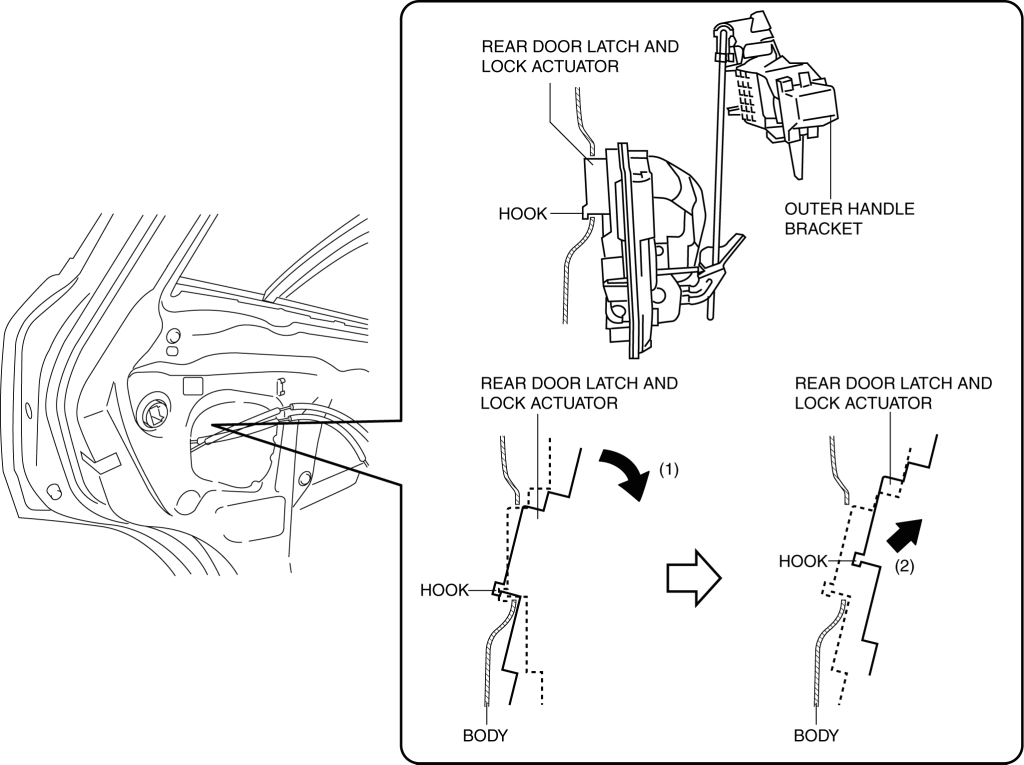 REAR DOOR LATCH AND
LOCK ACTUATOR
HOOK
OUTER HANDLE
BRACKET
REAR DOOR LATCH AND
LOCK ACTUATOR
(1)
HOOK
BODY
REAR DOOR LATCH AND
LOCK ACTUATOR
HOOK
(2)
BODY